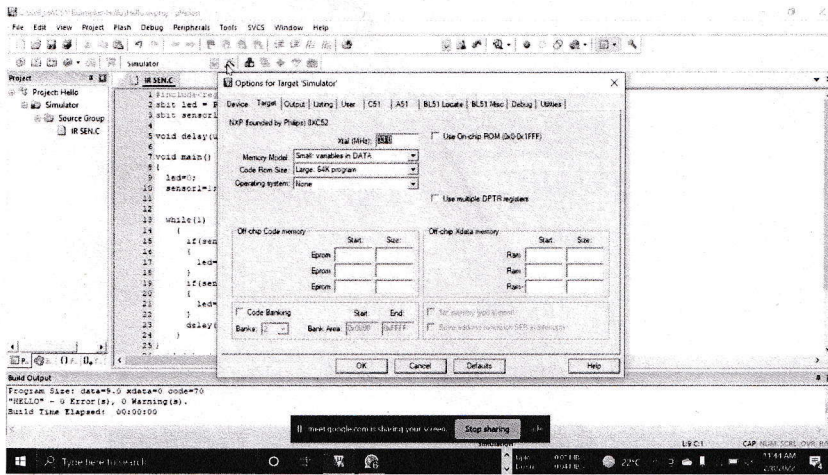 File Edit View Project Flash Debug Peripherals Tools SVCS Window Help
Simulator
Project
Project: Hello
Simulator
Source Group
IR SEN.C
IR SEN.C
1
2 sbit led = P
3 sbit sensor1
4
5 void delay(u
6
7 void main()
8 {
9 led=0;
10 sensor1=1;
11
12
13 while(1)
14 {
15 if(sen
16 {
17 led=
18 }
19 if(sen
20 {
21 led=
22 }
23 delay(
24 }
25 }
Options for Target 'Simulator'
Device Target Output Listing User C51 A51 BL51 Locate BL51 Misc Debug Utilities
NXP (founded by Philips) 8XC52
Xtal (MHz):
Use On-chip ROM (0x0-0x1FFF)
Memory Model: Small: variables in DATA
Code Rom Size: Large: 64K program
Operating system: None
Use multiple DPTR registers
Off-chip Code memory
Start: Size:
Eprom
Eprom
Eprom
Off-chip Xdata memory
Start: Size:
Ram
Ram
Ram
Code Banking
Start: End:
Banks: 2
Bank Area: 0xFFFF
OK Cancel Defaults Help
Build Output
Program Size: data=9.0 xdata=0 code=70
"HELLO" - 0 Error(s), 0 Warning(s).
Build Time Elapsed: 00:00:00
meet.google.com is sharing your screen. Stop sharing
Simulation
L:9 C:1
CAP NUM SCRL OVR
Type here to search
22°C
11:41 AM